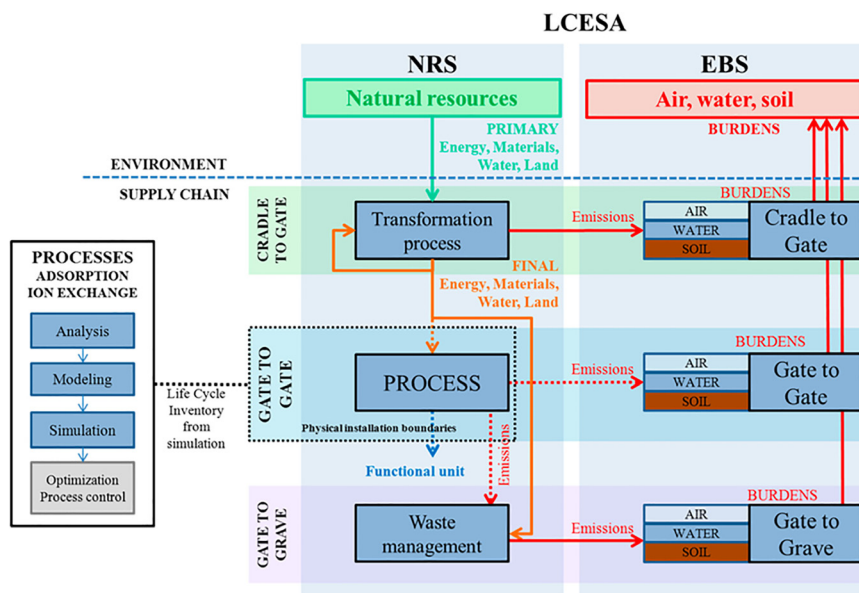 LCESA
NRS
EBS
Natural resources
Air, water, soil
PRIMARY
Energy, Materials,
Water, Land
BURDENS
ENVIRONMENT
SUPPLY CHAIN
CRADLE
TO GATE
Transformation
process
Emissions
BURDENS
AIR
WATER
SOIL
Cradle to
Gate
FINAL
Energy, Materials,
Water, Land
PROCESSES
ADSORPTION
ION EXCHANGE
Analysis
Modeling
Simulation
Optimization
Process control
Life Cycle
Inventory
from
simulation
GATE TO
GATE
PROCESS
Physical installation boundaries
Emissions
BURDENS
AIR
WATER
SOIL
Gate to
Gate
Functional unit
Emissions
GATE TO
GRAVE
Waste
management
Emissions
BURDENS
AIR
WATER
SOIL
Gate to
Grave